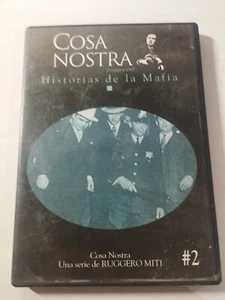 COSA
NOSTRA
Historias de la Mafia
Cosa Nostra
Una serie de RUGGERO MITI
#2